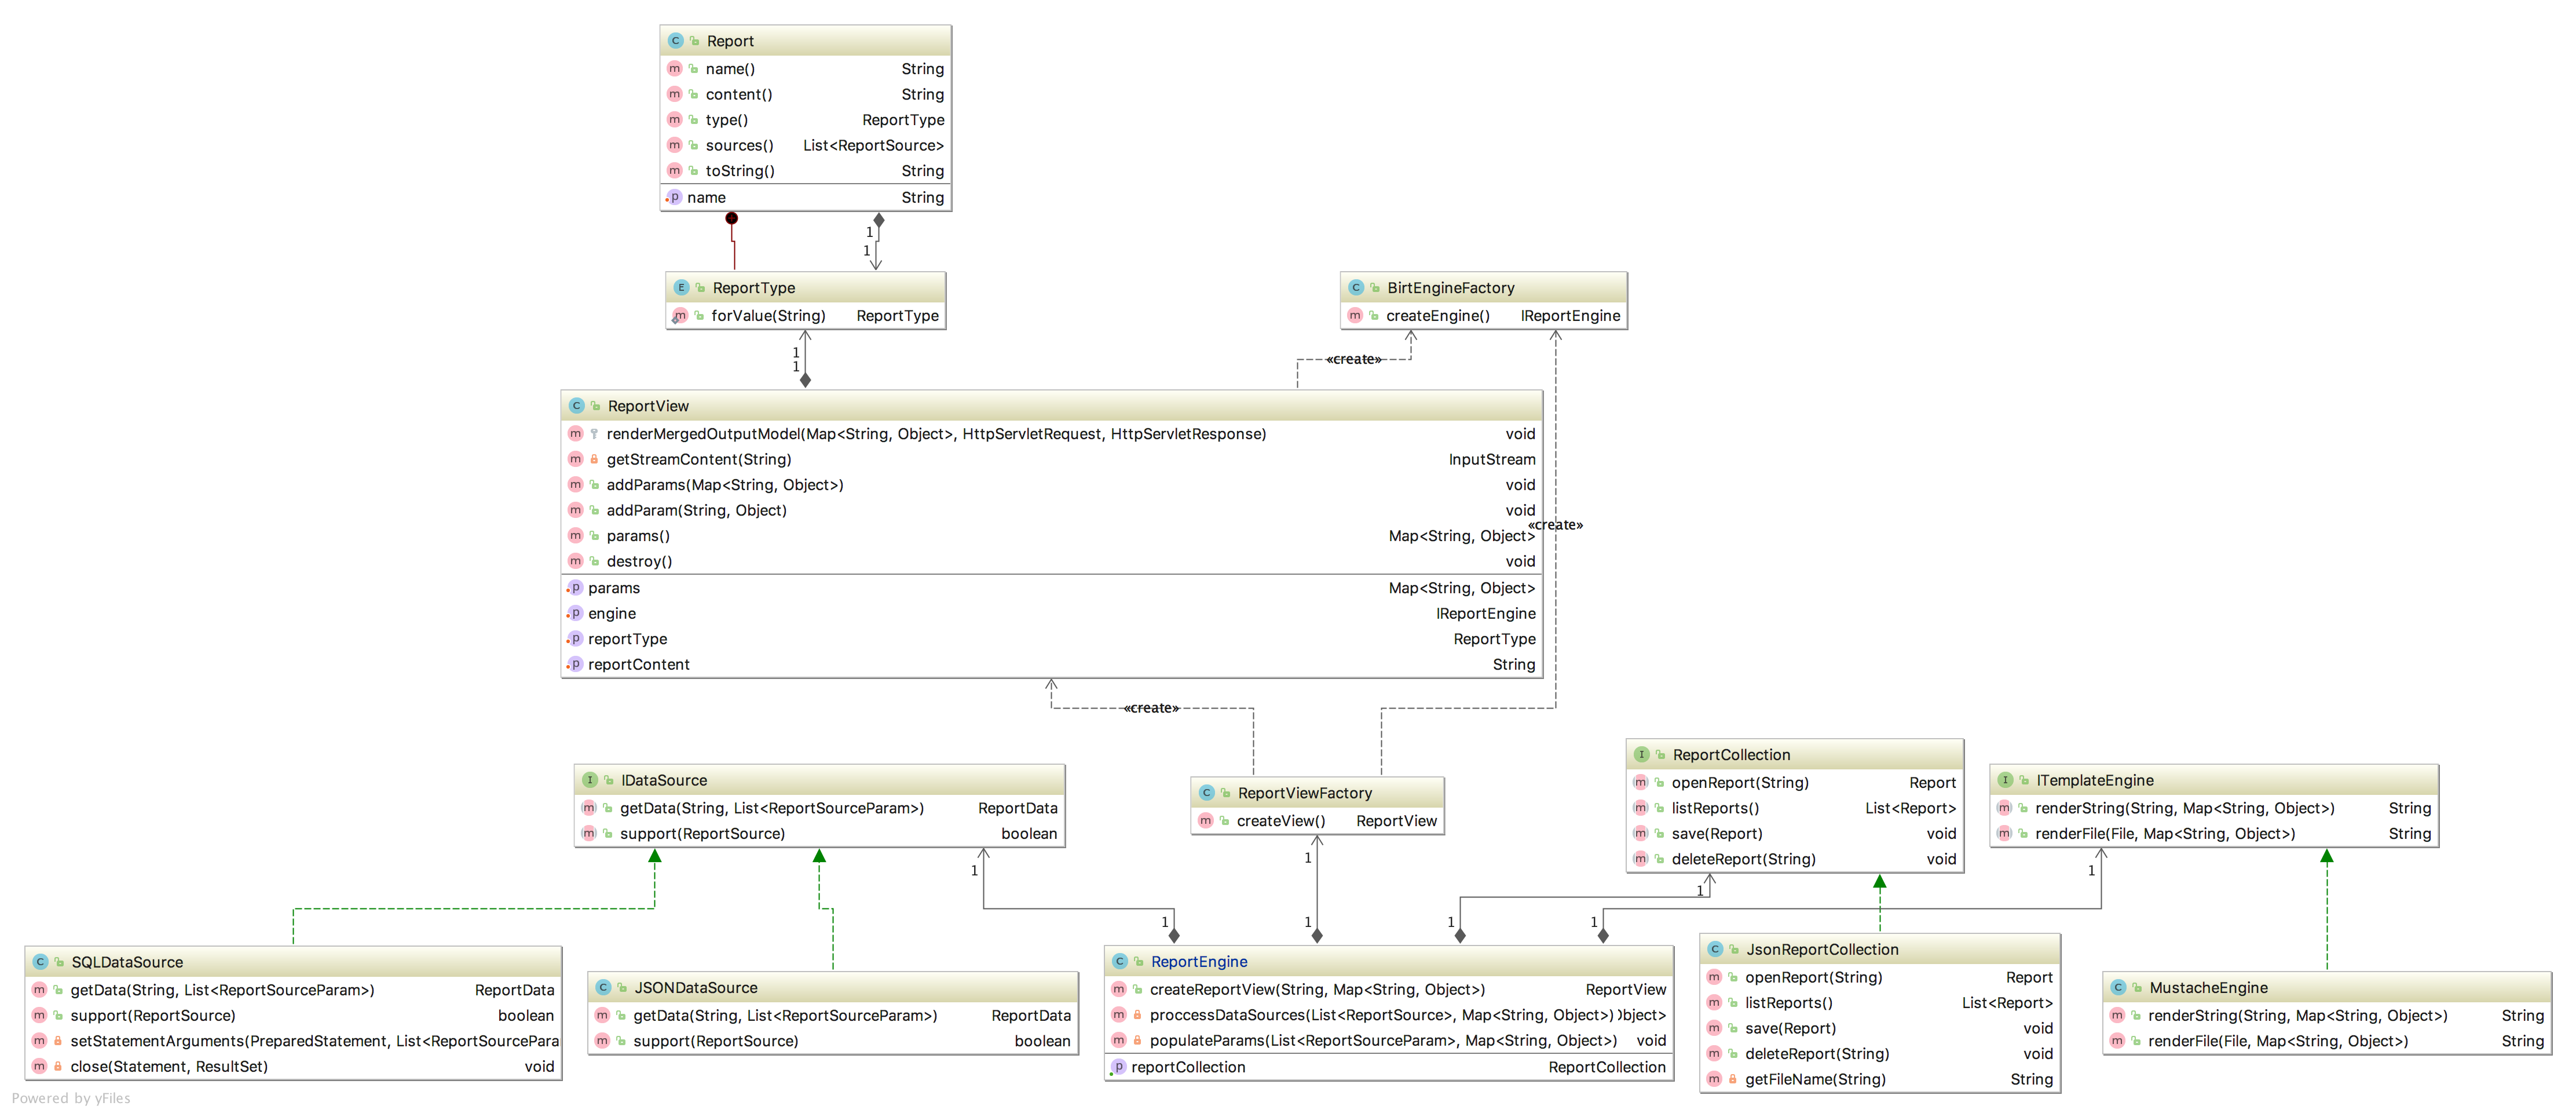 Report
name() String
content() String
type() ReportType
sources() List<ReportSource>
toString() String
name String
1
1
ReportType
forValue(String) ReportType
1
1
BirtEngineFactory
createEngine() IReportEngine
«create»
ReportView
renderMergedOutputModel(Map<String, Object>, HttpServletRequest, HttpServletResponse) void
getStreamContent(String) InputStream
addParams(Map<String, Object>) void
addParam(String, Object) void
params() Map<String, Object>
destroy() void
params Map<String, Object>
engine IReportEngine
reportType ReportType
reportContent String
«create»
«create»
IDataSource
getData(String, List<ReportSourceParam>) ReportData
support(ReportSource) boolean
ReportViewFactory
createView() ReportView
ReportCollection
openReport(String) Report
listReports() List<Report>
save(Report) void
deleteReport(String) void
ITemplateEngine
renderString(String, Map<String, Object>) String
renderFile(File, Map<String, Object>) String
1
1
1
1
1
1
1
1
SQLDataSource
getData(String, List<ReportSourceParam>) ReportData
support(ReportSource) boolean
setStatementArguments(PreparedStatement, List<ReportSourcePara
close(Statement, ResultSet) void
JSONDataSource
getData(String, List<ReportSourceParam>) ReportData
support(ReportSource) boolean
ReportEngine
createReportView(String, Map<String, Object>) ReportView
proccessDataSources(List<ReportSource>, Map<String, Object>) )bject>
populateParams(List<ReportSourceParam>, Map<String, Object>) void
reportCollection ReportCollection
JsonReportCollection
openReport(String) Report
listReports() List<Report>
save(Report) void
deleteReport(String) void
getFileName(String) String
MustacheEngine
renderString(String, Map<String, Object>) String
renderFile(File, Map<String, Object>) String
Powered by yFiles